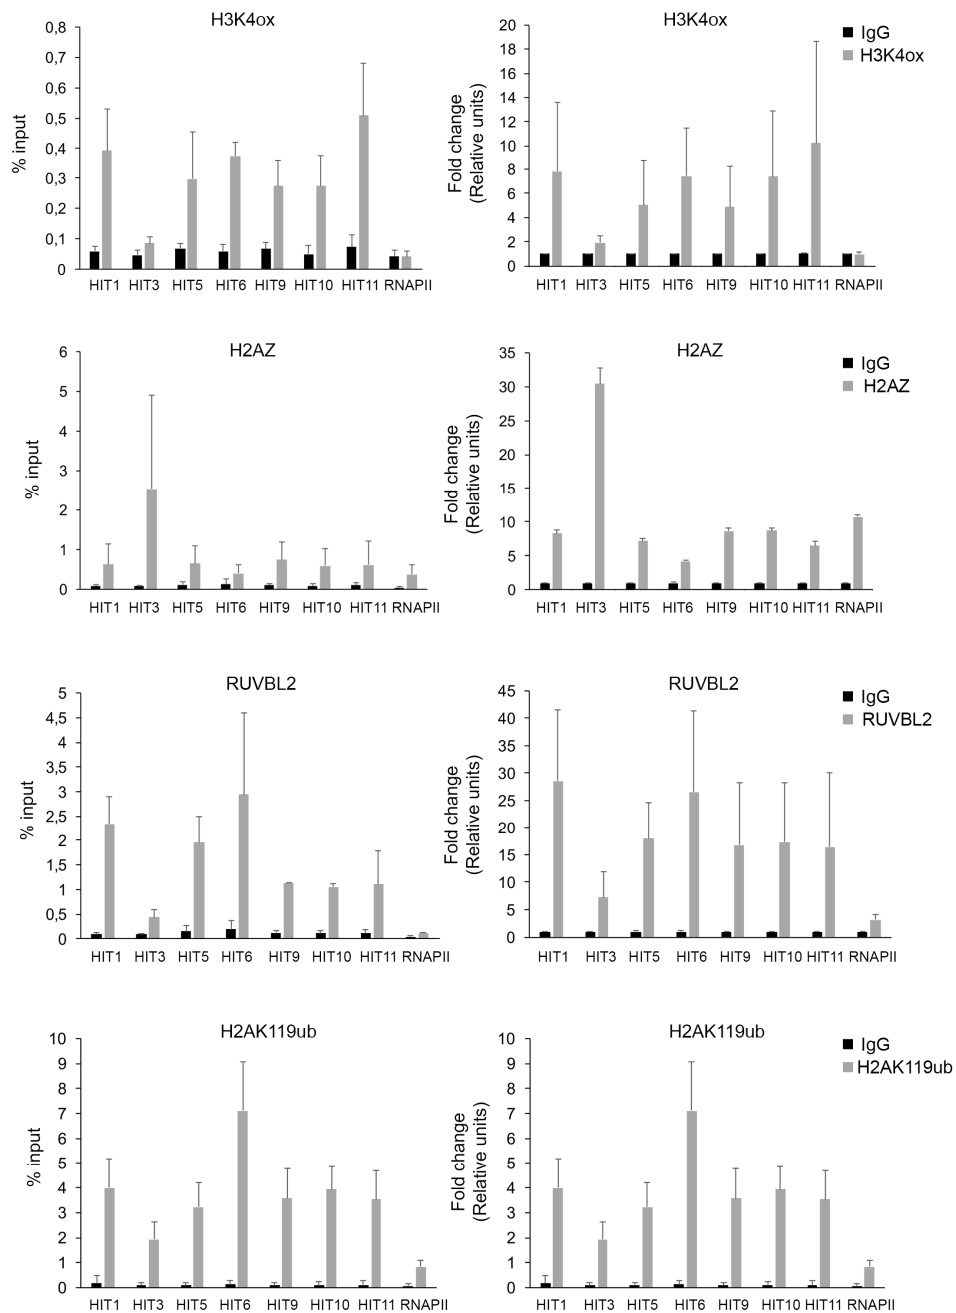 H3K4ox
0,8
0,7
0,6
0,5
0,4
0,3
0,2
0,1
0
% input
HIT1 HIT3 HIT5 HIT6 HIT9 HIT10 HIT11 RNAPII
H3K4ox
20
18
16
14
12
10
8
6
4
2
0
Fold change
(Relative units)
HIT1 HIT3 HIT5 HIT6 HIT9 HIT10 HIT11 RNAPII
IgG
H3K4ox
H2AZ
6
5
4
3
2
1
0
% input
HIT1 HIT3 HIT5 HIT6 HIT9 HIT10 HIT11 RNAPII
H2AZ
35
30
25
20
15
10
5
0
Fold change
(Relative units)
HIT1 HIT3 HIT5 HIT6 HIT9 HIT10 HIT11 RNAPII
IgG
H2AZ
RUVBL2
5
4,5
4
3,5
3
2,5
2
1,5
1
0,5
0
% input
HIT1 HIT3 HIT5 HIT6 HIT9 HIT10 HIT11 RNAPII
RUVBL2
45
40
35
30
25
20
15
10
5
0
Fold change
(Relative units)
HIT1 HIT3 HIT5 HIT6 HIT9 HIT10 HIT11 RNAPII
IgG
RUVBL2
H2AK119ub
10
9
8
7
6
5
4
3
2
1
0
% input
HIT1 HIT3 HIT5 HIT6 HIT9 HIT10 HIT11 RNAPII
H2AK119ub
10
9
8
7
6
5
4
3
2
1
0
Fold change
(Relative units)
HIT1 HIT3 HIT5 HIT6 HIT9 HIT10 HIT11 RNAPII
IgG
H2AK119ub